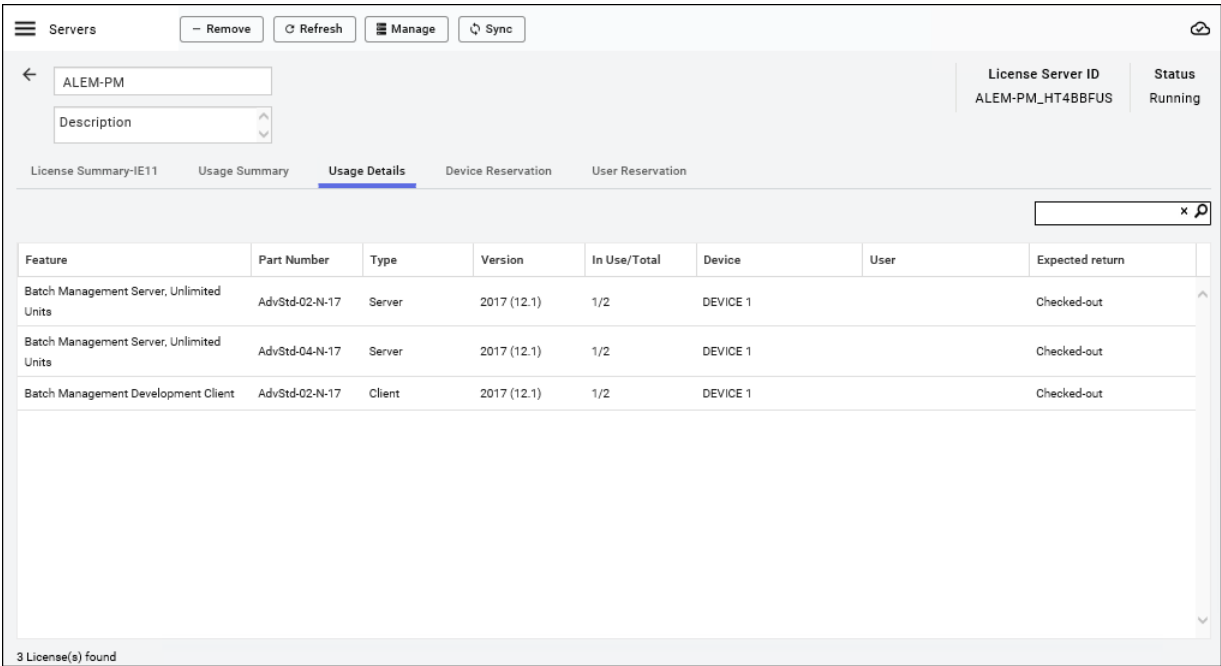 Servers
Remove
Refresh
Manage
Sync
ALEM-PM
Description
License Server ID
ALEM-PM_HT4BBFUS
Status
Running
License Summary-IE11
Usage Summary
Usage Details
Device Reservation
User Reservation
Feature Part Number Type Version In Use/Total Device User Expected return
Batch Management Server, Unlimited
Units
AdvStd-02-N-17 Server 2017 (12.1) 1/2 DEVICE 1 Checked-out
Batch Management Server, Unlimited
Units
AdvStd-04-N-17 Server 2017 (12.1) 1/2 DEVICE 1 Checked-out
Batch Management Development Client AdvStd-02-N-17 Client 2017 (12.1) 1/2 DEVICE 1 Checked-out
3 License(s) found